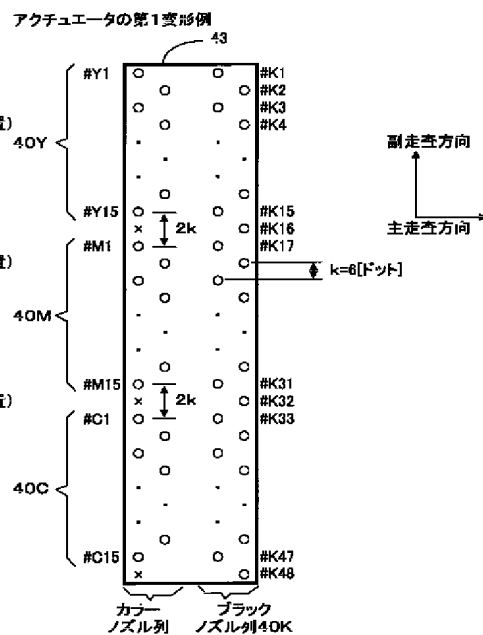 アクチュエータの第1変形例
43
#Y1
#K1
#K2
#K3
#K4
置)
40Y
副走査方向
主走査方向
#Y15
2k
#K15
×
#K16
#M1
#K17
置)
k=6[ドット]
40M
#M15
2k
#K31
×
#K32
置)
#C1
#K33
40C
#C15
#K47
×
#K48
カラー
ノズル列
ブラック
ノズル列40K